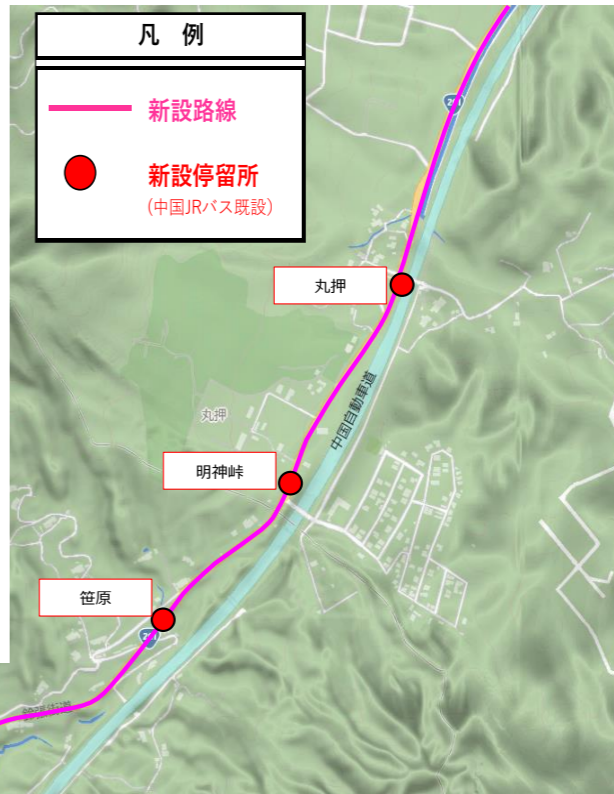 凡 例
新設路線
新設停留所
(中国JRバス既設)
丸押
中国自動車道
丸押
明神峠
笹原